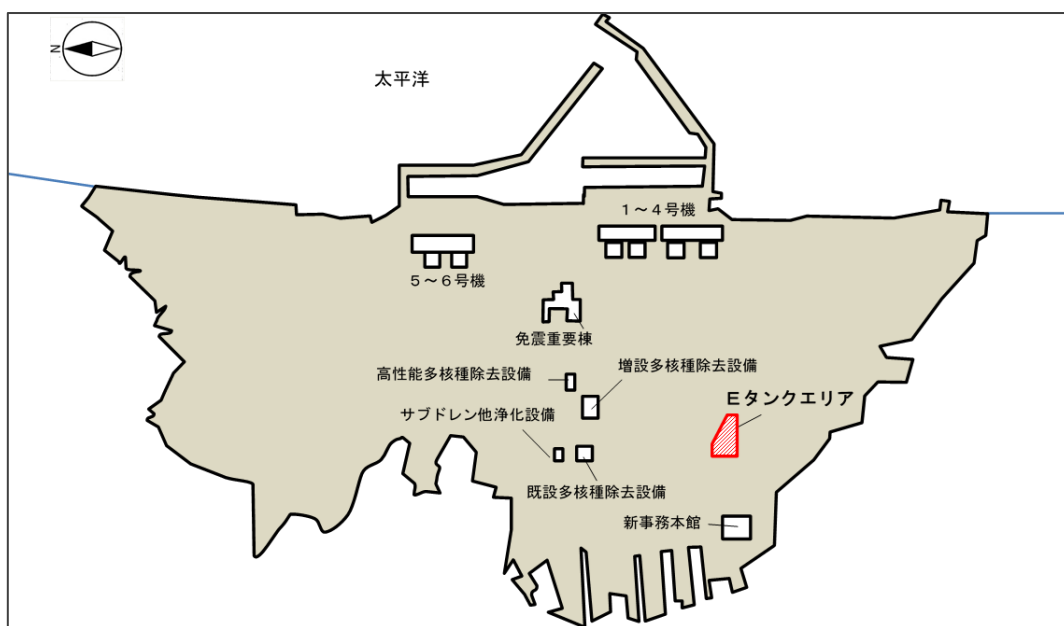 N
太平洋
１～４号機
５～６号機
免震重要棟
高性能多核種除去設備
増設多核種除去設備
Ｅタンクエリア
サブドレン他浄化設備
既設多核種除去設備
新事務本館